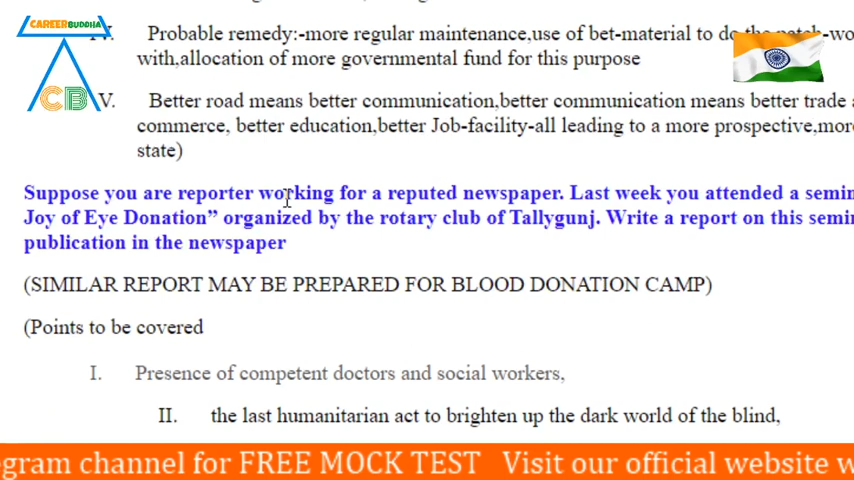 CAREERBUDDHA
CB
IV. Probable remedy:-more regular maintenance,use of bet-material to do the patch-wo
with,allocation of more governmental fund for this purpose
V. Better road means better communication,better communication means better trade a
commerce, better education,better Job-facility-all leading to a more prospective,more
state)
Suppose you are reporter working for a reputed newspaper. Last week you attended a semin
Joy of Eye Donation” organized by the rotary club of Tallygunj. Write a report on this semin
publication in the newspaper
(SIMILAR REPORT MAY BE PREPARED FOR BLOOD DONATION CAMP)
(Points to be covered
I. Presence of competent doctors and social workers,
II. the last humanitarian act to brighten up the dark world of the blind,
egram channel for FREE MOCK TEST Visit our official website w